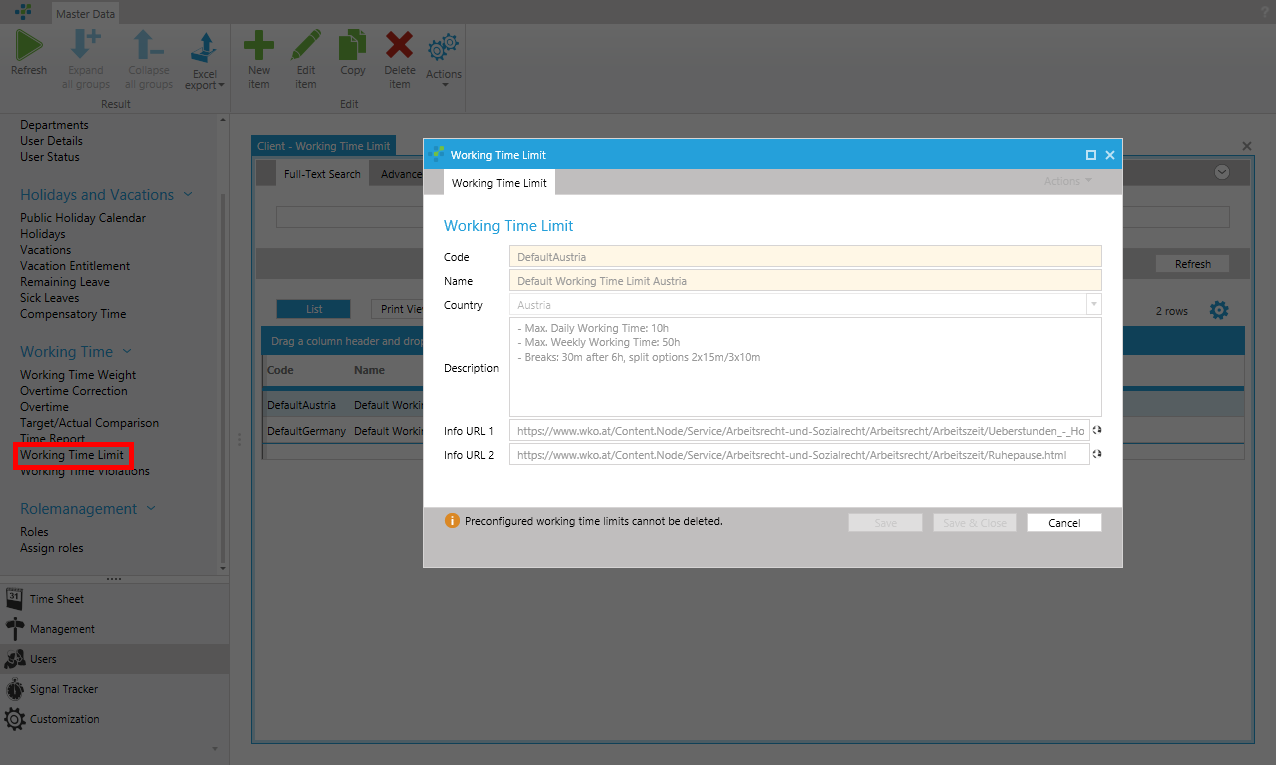 Master Data
?
Refresh
Expand all groups
Collapse all groups
Excel export
Result
New item
Edit item
Copy
Delete item
Actions
Edit
Departments
User Details
User Status
Holidays and Vacations
Public Holiday Calendar
Holidays
Vacations
Vacation Entitlement
Remaining Leave
Sick Leaves
Compensatory Time
Working Time
Working Time Weight
Overtime Correction
Overtime
Target/Actual Comparison
Time Report
Working Time Limit
Working Time Violations
Rolemanagement
Roles
Assign roles
31
Time Sheet
Management
Users
Signal Tracker
Customization
Client - Working Time Limit
Full-Text Search
Advance
Refresh
List
Print Vie
2 rows
Drag a column header and drop
Code
Name
DefaultAustria
Default Workin
DefaultGermany
Default Workin
Working Time Limit
Working Time Limit
Actions
Working Time Limit
Code
DefaultAustria
Name
Default Working Time Limit Austria
Country
Austria
Description
- Max. Daily Working Time: 10h
- Max. Weekly Working Time: 50h
- Breaks: 30m after 6h, split options 2x15m/3x10m
Info URL 1
https://www.wko.at/Content.Node/Service/Arbeitsrecht-und-Sozialrecht/Arbeitsrecht/Arbeitszeit/Ueberstunden_-_Ho
Info URL 2
https://www.wko.at/Content.Node/Service/Arbeitsrecht-und-Sozialrecht/Arbeitsrecht/Arbeitszeit/Ruhepause.html
Preconfigured working time limits cannot be deleted.
Save
Save & Close
Cancel